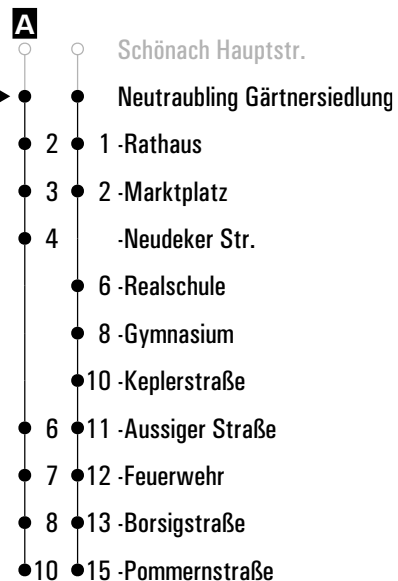 A
Schönach Hauptstr.
Neutraubling Gärtnersiedlung
2 1 -Rathaus
3 2 -Marktplatz
4 -Neudeker Str.
6 -Realschule
8 -Gymnasium
10 -Keplerstraße
6 11 -Aussiger Straße
7 12 -Feuerwehr
8 13 -Borsigstraße
10 15 -Pommernstraße